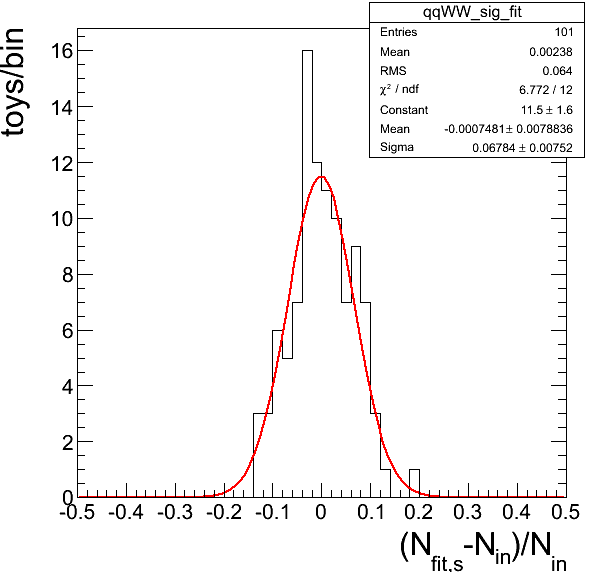 qqWW_sig_fit
Entries 101
Mean 0.00238
RMS 0.064
χ² / ndf 6.772 / 12
Constant 11.5 ± 1.6
Mean -0.0007481 ± 0.0078836
Sigma 0.06784 ± 0.00752
toys/bin
16
14
12
10
8
6
4
2
0
-0.5 -0.4 -0.3 -0.2 -0.1 0 0.1 0.2 0.3 0.4 0.5
(N_fit,s-N_in)/N_in